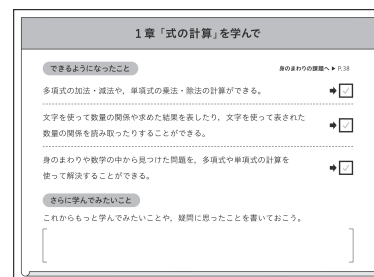 1章「式の計算」を学んで
できるようになったこと
身のまわりの課題へ ▶ P.38
多項式の加法・減法や，単項式の乗法・除法の計算ができる。
文字を使って数量の関係や求めた結果を表したり，文字を使って表された
数量の関係を読み取ったりすることができる。
身のまわりや数学の中から見つけた問題を，多項式や単項式の計算を
使って解決することができる。
さらに学んでみたいこと
これからもっと学んでみたいことや，疑問に思ったことを書いておこう。